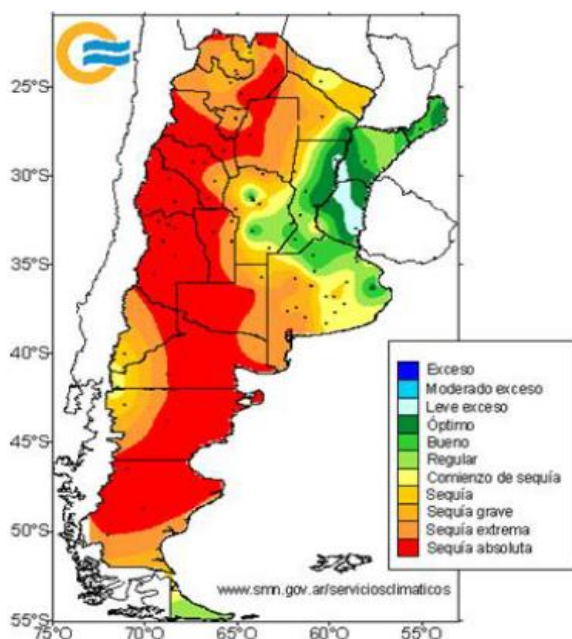 25°S
30°S
35°S
40°S
45°S
50°S
55°S
75°O
70°O
65°O
60°O
Exceso
Moderado exceso
Leve exceso
Óptimo
Bueno
Regular
Comienzo de sequía
Sequía
Sequía grave
Sequía extrema
Sequía absoluta
www.smn.gov.ar/serviciosclimaticos